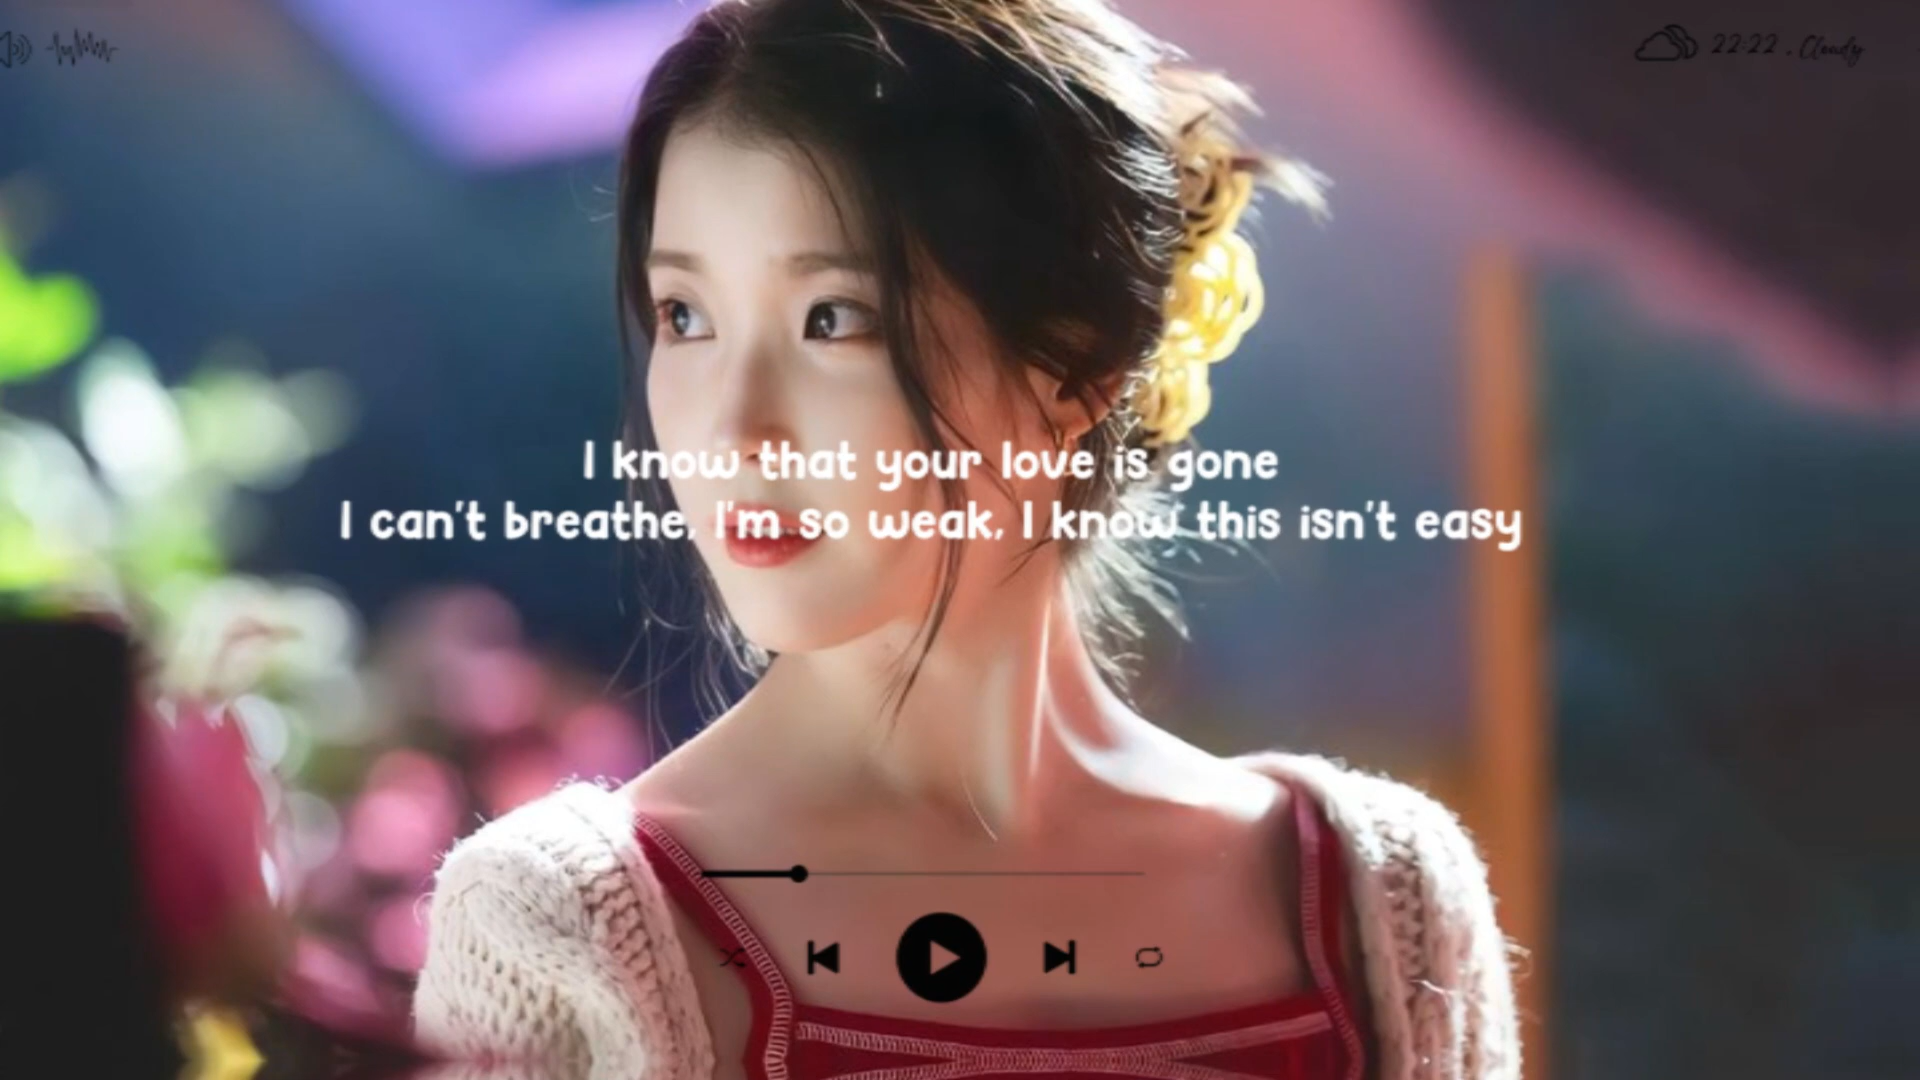 22:22 . Cloudy
I know that your love is gone
I can't breathe, I'm so weak, I know this isn't easy